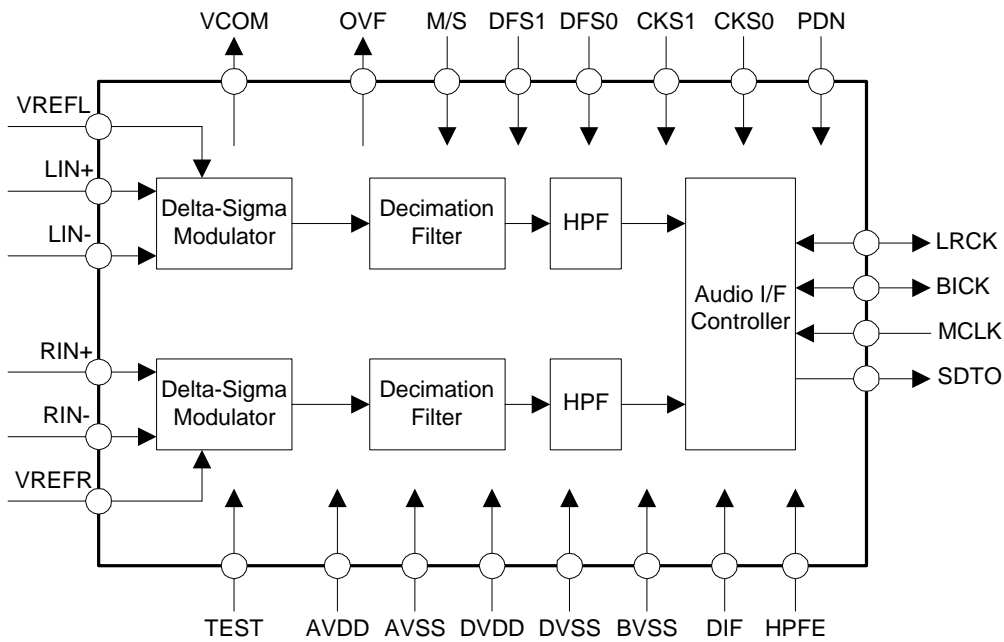 VCOM OVF M/S DFS1 DFS0 CKS1 CKS0 PDN
VREFL
LIN+
LIN-
Delta-Sigma
Modulator
Decimation
Filter
HPF
Audio I/F
Controller
LRCK
BICK
MCLK
SDTO
RIN+
RIN-
VREFR
Delta-Sigma
Modulator
Decimation
Filter
HPF
TEST AVDD AVSS DVDD DVSS BVSS DIF HPFE